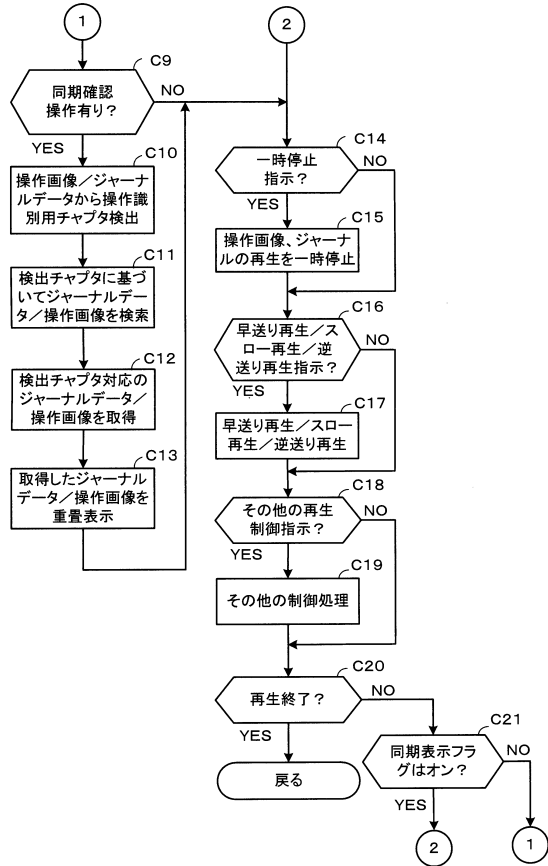 1
C9
同期確認
操作有り？
NO
YES
C10
操作画像／ジャーナ
ルデータから操作識
別用チャプタ検出
C11
検出チャプタに基づ
いてジャーナルデー
タ／操作画像を検索
C12
検出チャプタ対応の
ジャーナルデータ／
操作画像を取得
C13
取得したジャーナル
データ／操作画像を
重畳表示
2
C14
一時停止
指示？
NO
YES
C15
操作画像、ジャーナ
ルの再生を一時停止
C16
早送り再生／ス
ロー再生／逆
送り再生指示？
NO
YES
C17
早送り再生／スロー
再生／逆送り再生
C18
その他の再生
制御指示？
NO
YES
C19
その他の制御処理
C20
再生終了？
NO
YES
戻る
C21
同期表示フラ
グはオン？
NO
YES
2
1